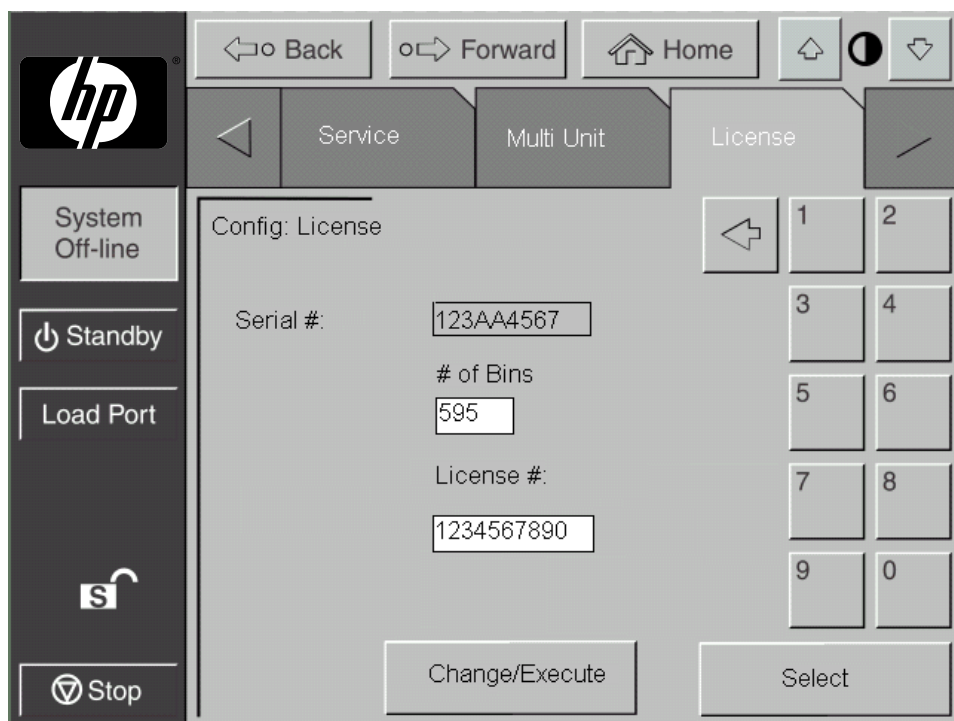 Back
Forward
Home
hp
Service
Multi Unit
License
System
Off-line
Config: License
1
2
Serial #:
123AA4567
3
4
Standby
# of Bins
595
5
6
Load Port
License #:
1234567890
7
8
S
9
0
Change/Execute
Select
Stop